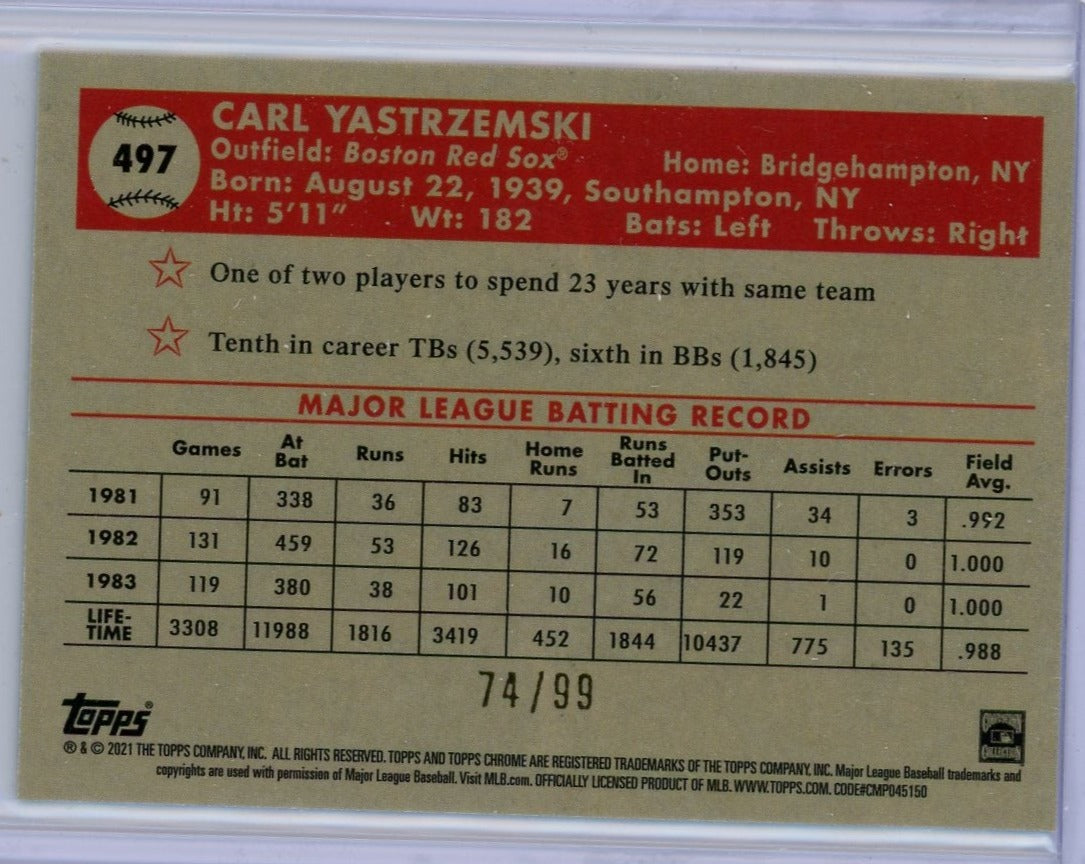 497
CARL YASTRZEMSKI
Outfield: Boston Red Sox® Home: Bridgehampton, NY
Born: August 22, 1939, Southampton, NY
Ht: 5'11" Wt: 182 Bats: Left Throws: Right
One of two players to spend 23 years with same team
Tenth in career TBs (5,539), sixth in BBs (1,845)
MAJOR LEAGUE BATTING RECORD
Games At Bat Runs Hits Home Runs Runs Batted In Put-Outs Assists Errors Field Avg.
1981 91 338 36 83 7 53 353 34 3 .992
1982 131 459 53 126 16 72 119 10 0 1.000
1983 119 380 38 101 10 56 22 1 0 1.000
LIFE-TIME 3308 11988 1816 3419 452 1844 10437 775 135 .988
74/99
topps®
® & © 2021 THE TOPPS COMPANY, INC. ALL RIGHTS RESERVED. TOPPS AND TOPPS CHROME ARE REGISTERED TRADEMARKS OF THE TOPPS COMPANY, INC. Major League Baseball trademarks and
copyrights are used with permission of Major League Baseball. Visit MLB.com. OFFICIALLY LICENSED PRODUCT OF MLB. WWW.TOPPS.COM. CODE#CMP045150